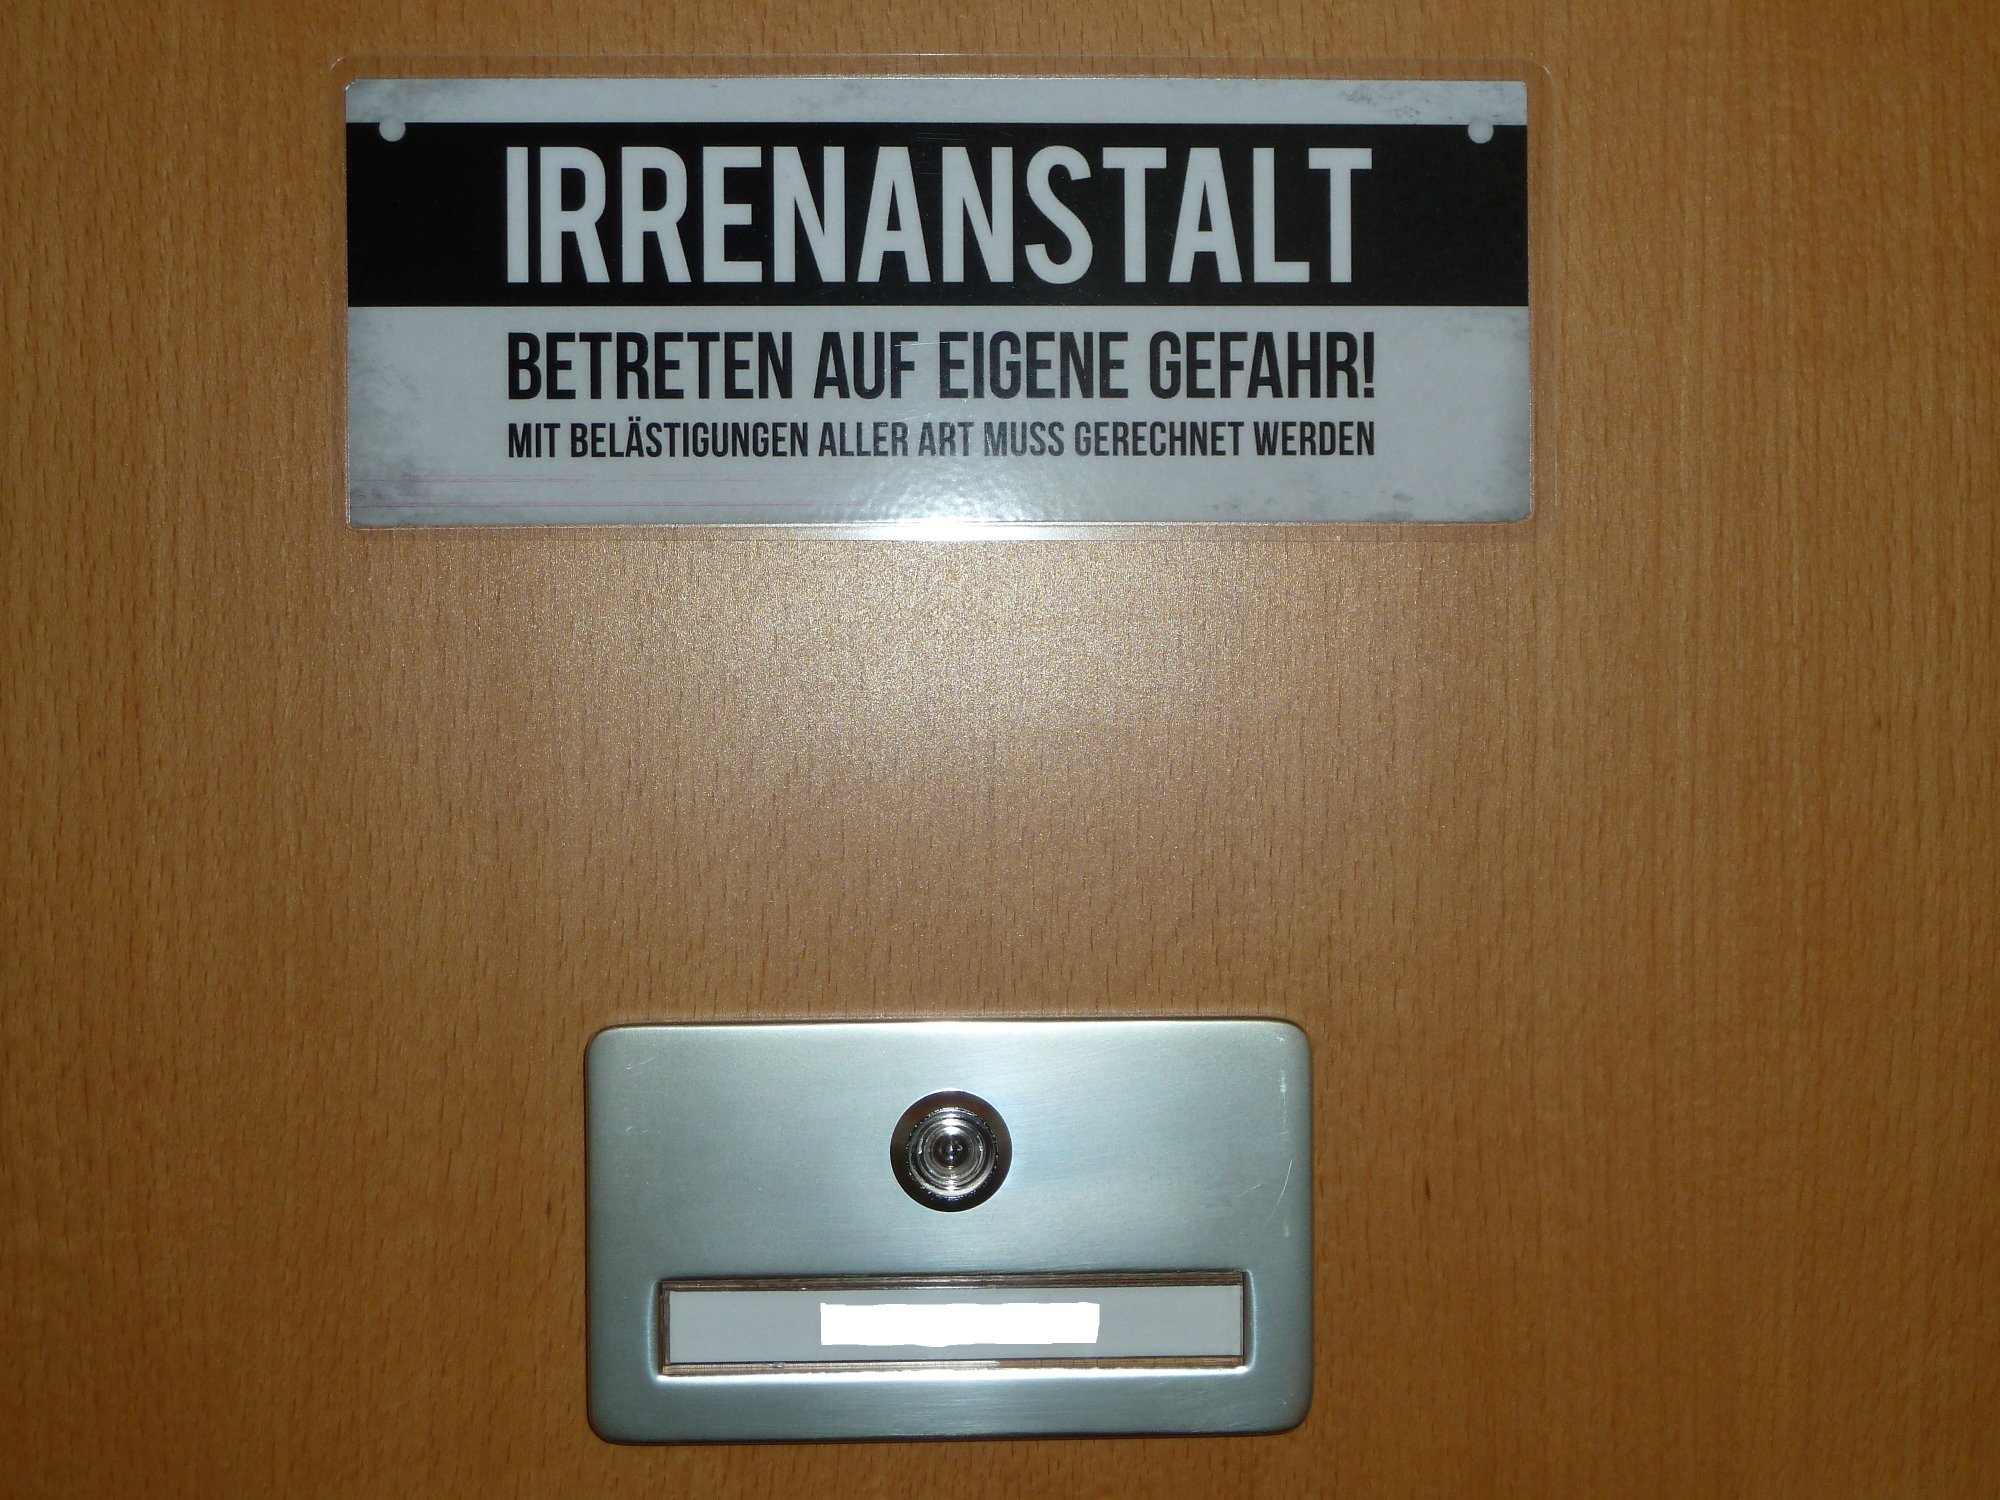 IRRENANSTALT
BETRETEN AUF EIGENE GEFAHR!
MIT BELÄSTIGUNGEN ALLER ART MUSS GERECHNET WERDEN